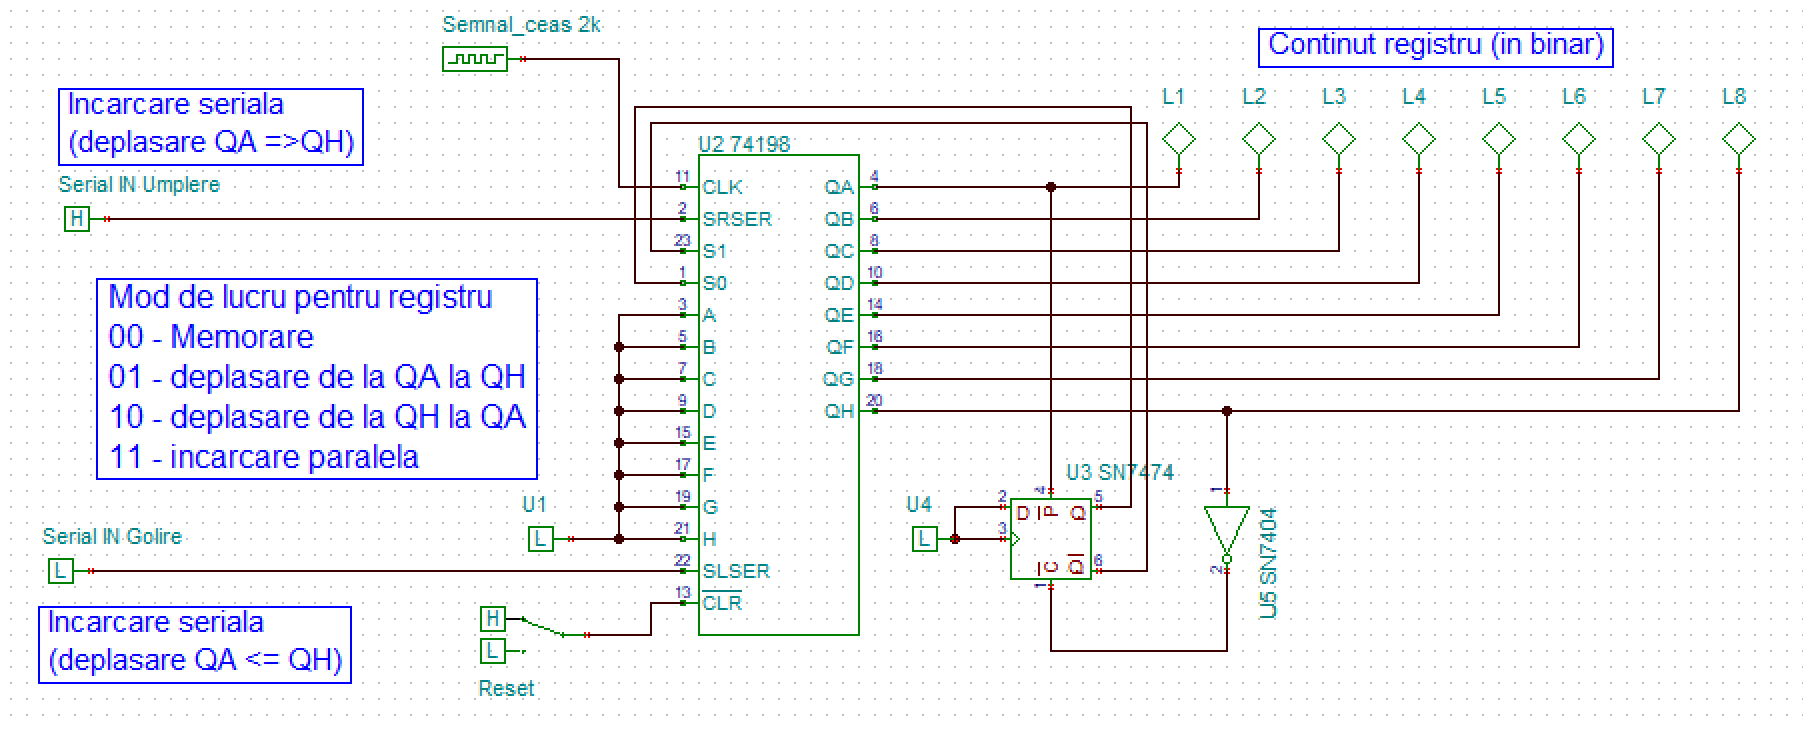 Semnal_ceas 2k
Continut registru (in binar)
Incarcare seriala
(deplasare QA =>QH)
L1 L2 L3 L4 L5 L6 L7 L8
U2 74198
Serial IN Umplere
H
11 CLK QA 4
2 SRSER QB 6
23 S1 QC 8
1 S0 QD 10
3 A QE 14
5 B QF 16
7 C QG 18
9 D QH 20
15 E
17 F
19 G
21 H
22 SLSER
13 CLR
Mod de lucru pentru registru
00 - Memorare
01 - deplasare de la QA la QH
10 - deplasare de la QH la QA
11 - incarcare paralela
U1
L
U4
L
U3 SN7474
2 D 4 P Q 5
3
1 C Q 6
1
2
U5 SN7404
Serial IN Golire
L
Incarcare seriala
(deplasare QA <= QH)
H
L
Reset